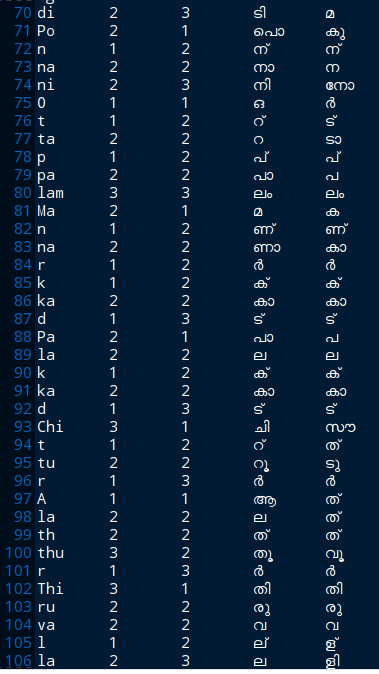 70 di 2 3 ടി മ
71 Po 2 1 പൊ കു
72 n 1 2 ന് ന്
73 na 2 2 നാ ന
74 ni 2 3 നി നോ
75 O 1 1 ഒ ർ
76 t 1 2 റ് ട്
77 ta 2 2 റ ടാ
78 p 1 2 പ് പ്
79 pa 2 2 പാ പ
80 lam 3 3 ലം ലം
81 Ma 2 1 മ ക
82 n 1 2 ണ് ണ്
83 na 2 2 ണാ കാ
84 r 1 2 ർ ർ
85 k 1 2 ക് ക്
86 ka 2 2 കാ കാ
87 d 1 3 ട് ട്
88 Pa 2 1 പാ പ
89 la 2 2 ല ല
90 k 1 2 ക് ക്
91 ka 2 2 കാ കാ
92 d 1 3 ട് ട്
93 Chi 3 1 ചി സൗ
94 t 1 2 റ് ത്
95 tu 2 2 റൂ ടു
96 r 1 3 ർ ർ
97 A 1 1 ആ ത്
98 la 2 2 ല ത്
99 th 2 2 ത് ത്
100 thu 3 2 തൂ വൂ
101 r 1 3 ർ ർ
102 Thi 3 1 തി തി
103 ru 2 2 രു രു
104 va 2 2 വ വ
105 l 1 2 ല് ള്
106 la 2 3 ല ളി